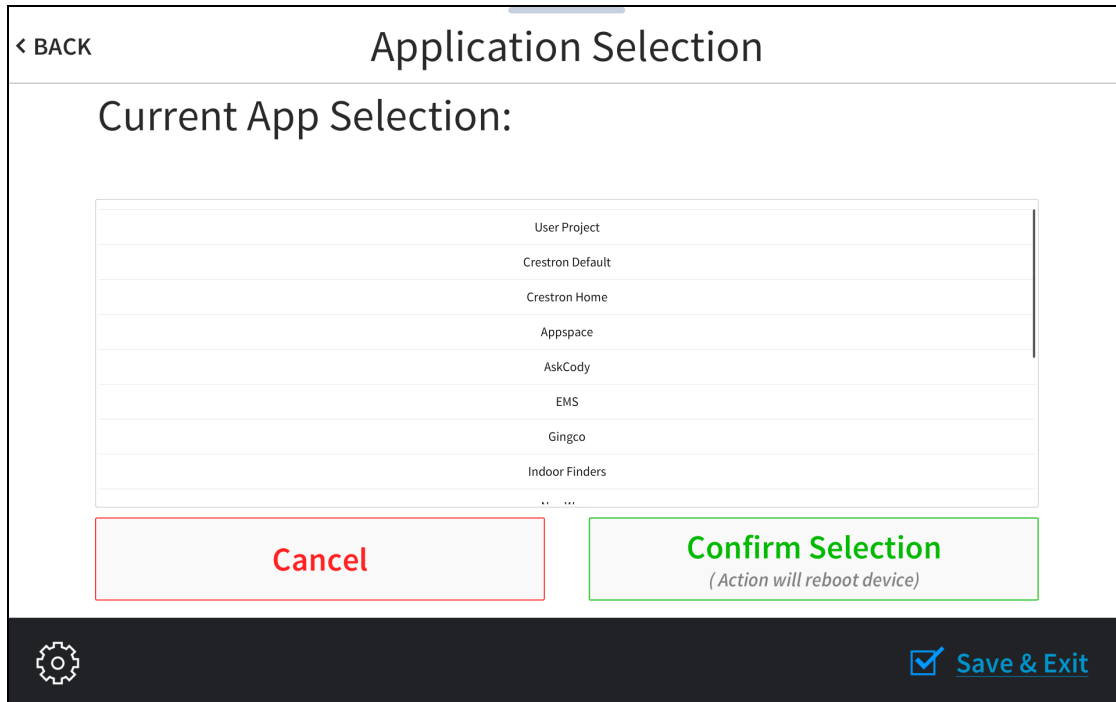 < BACK
Application Selection
Current App Selection:
User Project
Crestron Default
Crestron Home
Appspace
AskCody
EMS
Gingco
Indoor Finders
Cancel
Confirm Selection
( Action will reboot device)
Save & Exit